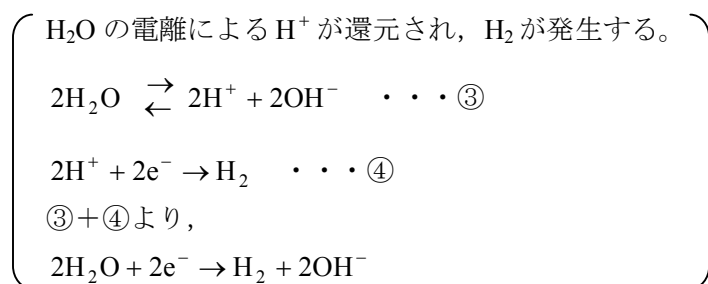 H₂O の電離による H⁺ が還元され，H₂ が発生する。
2H₂O ⇄ 2H⁺ + 2OH⁻ ・・・③
2H⁺ + 2e⁻ → H₂ ・・・④
③＋④より，
2H₂O + 2e⁻ → H₂ + 2OH⁻